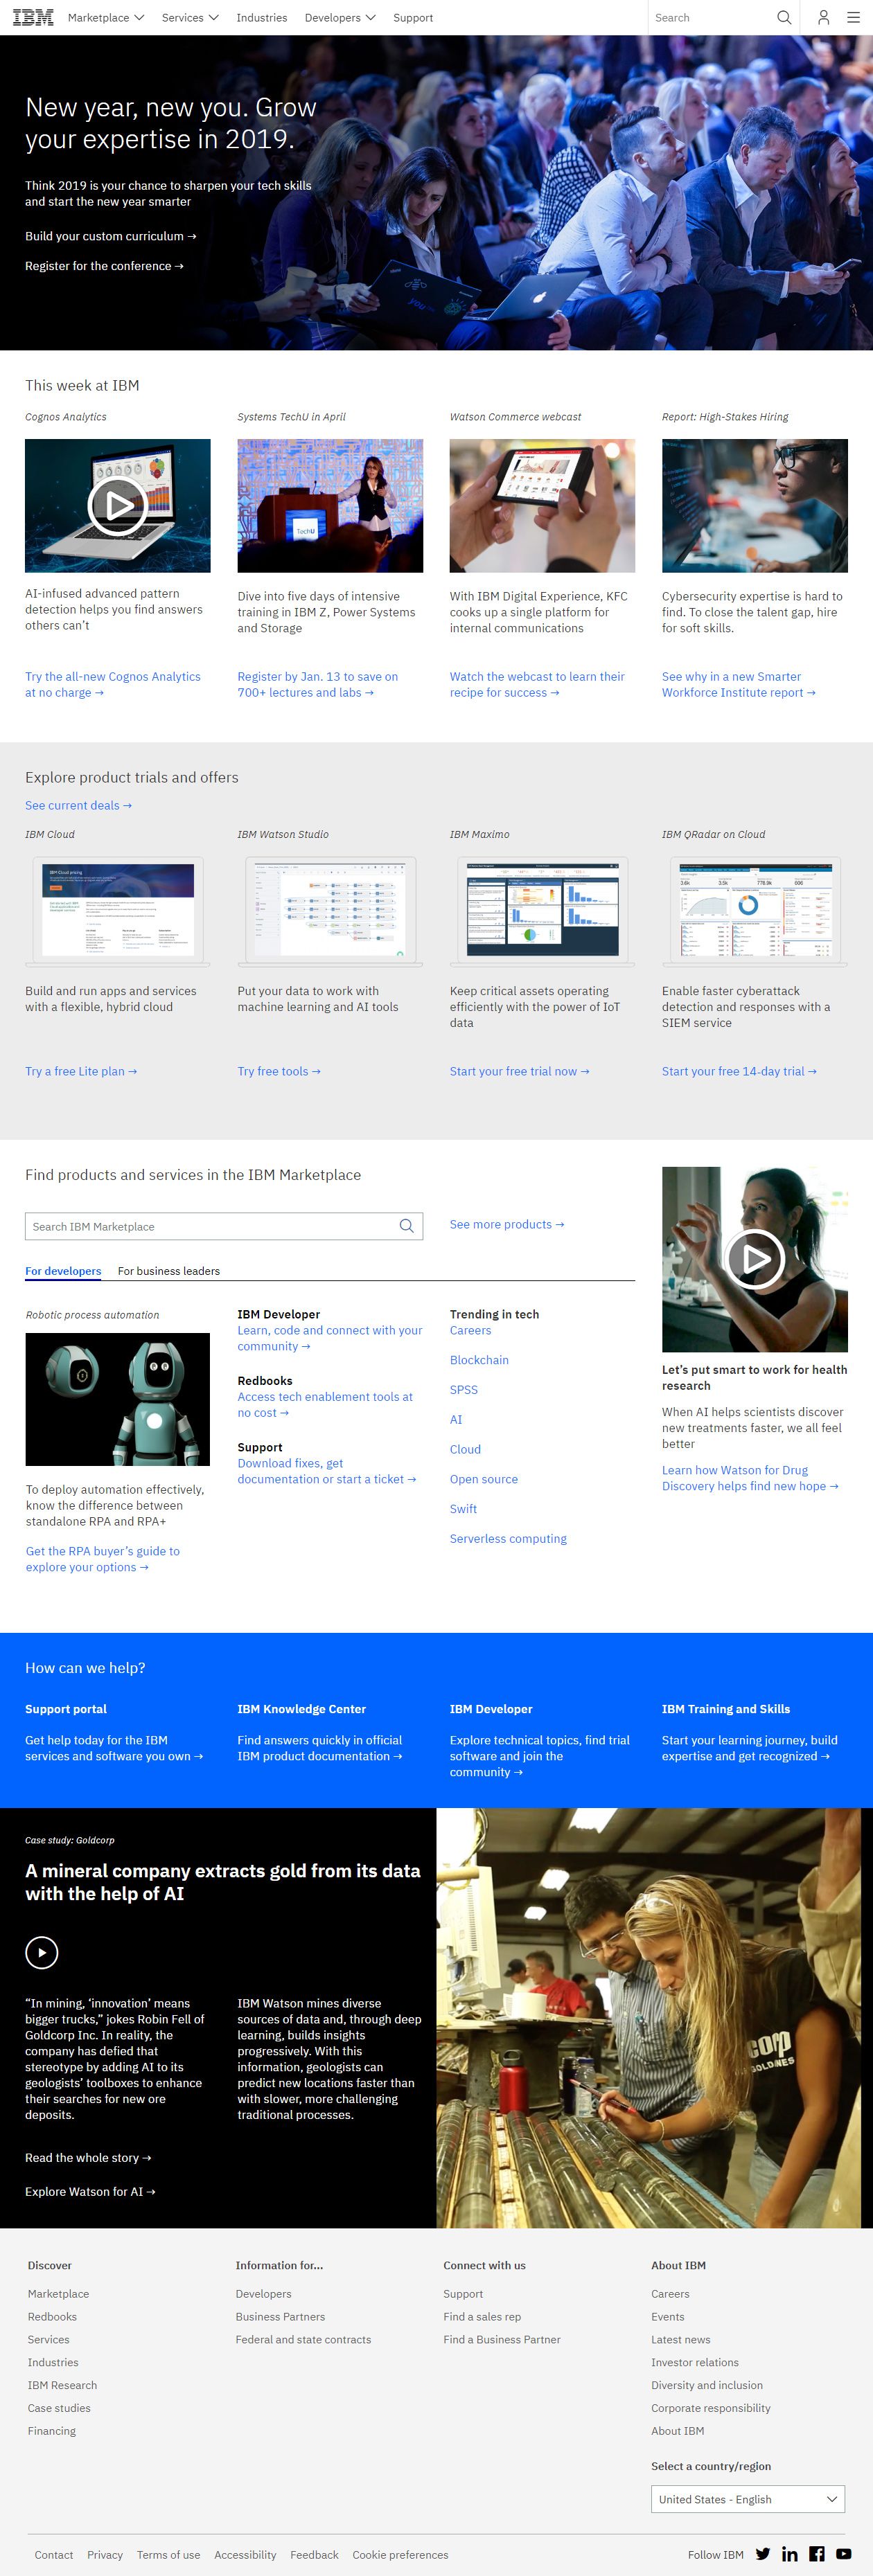 IBM Marketplace Services Industries Developers Support Search
New year, new you. Grow
your expertise in 2019.
Think 2019 is your chance to sharpen your tech skills
and start the new year smarter
Build your custom curriculum →
Register for the conference →
This week at IBM
Cognos Analytics
AI-infused advanced pattern
detection helps you find answers
others can’t
Try the all-new Cognos Analytics
at no charge →
Systems TechU in April
TechU
Dive into five days of intensive
training in IBM Z, Power Systems
and Storage
Register by Jan. 13 to save on
700+ lectures and labs →
Watson Commerce webcast
With IBM Digital Experience, KFC
cooks up a single platform for
internal communications
Watch the webcast to learn their
recipe for success →
Report: High-Stakes Hiring
Cybersecurity expertise is hard to
find. To close the talent gap, hire
for soft skills.
See why in a new Smarter
Workforce Institute report →
Explore product trials and offers
See current deals →
IBM Cloud
IBM Cloud pricing
Build and run apps and services
with a flexible, hybrid cloud
Try a free Lite plan →
IBM Watson Studio
Put your data to work with
machine learning and AI tools
Try free tools →
IBM Maximo
Keep critical assets operating
efficiently with the power of IoT
data
Start your free trial now →
IBM QRadar on Cloud
3.6k 3.5k 778.9k 600
Enable faster cyberattack
detection and responses with a
SIEM service
Start your free 14-day trial →
Find products and services in the IBM Marketplace
Search IBM Marketplace
See more products →
For developers For business leaders
Robotic process automation
To deploy automation effectively,
know the difference between
standalone RPA and RPA+
Get the RPA buyer’s guide to
explore your options →
IBM Developer
Learn, code and connect with your
community →
Redbooks
Access tech enablement tools at
no cost →
Support
Download fixes, get
documentation or start a ticket →
Trending in tech
Careers
Blockchain
SPSS
AI
Cloud
Open source
Swift
Serverless computing
Let’s put smart to work for health
research
When AI helps scientists discover
new treatments faster, we all feel
better
Learn how Watson for Drug
Discovery helps find new hope →
How can we help?
Support portal
Get help today for the IBM
services and software you own →
IBM Knowledge Center
Find answers quickly in official
IBM product documentation →
IBM Developer
Explore technical topics, find trial
software and join the
community →
IBM Training and Skills
Start your learning journey, build
expertise and get recognized →
Case study: Goldcorp
A mineral company extracts gold from its data
with the help of AI
“In mining, ‘innovation’ means
bigger trucks,” jokes Robin Fell of
Goldcorp Inc. In reality, the
company has defied that
stereotype by adding AI to its
geologists’ toolboxes to enhance
their searches for new ore
deposits.
IBM Watson mines diverse
sources of data and, through deep
learning, builds insights
progressively. With this
information, geologists can
predict new locations faster than
with slower, more challenging
traditional processes.
Read the whole story →
Explore Watson for AI →
Discover
Marketplace
Redbooks
Services
Industries
IBM Research
Case studies
Financing
Information for...
Developers
Business Partners
Federal and state contracts
Connect with us
Support
Find a sales rep
Find a Business Partner
About IBM
Careers
Events
Latest news
Investor relations
Diversity and inclusion
Corporate responsibility
About IBM
Select a country/region
United States - English
Contact Privacy Terms of use Accessibility Feedback Cookie preferences Follow IBM